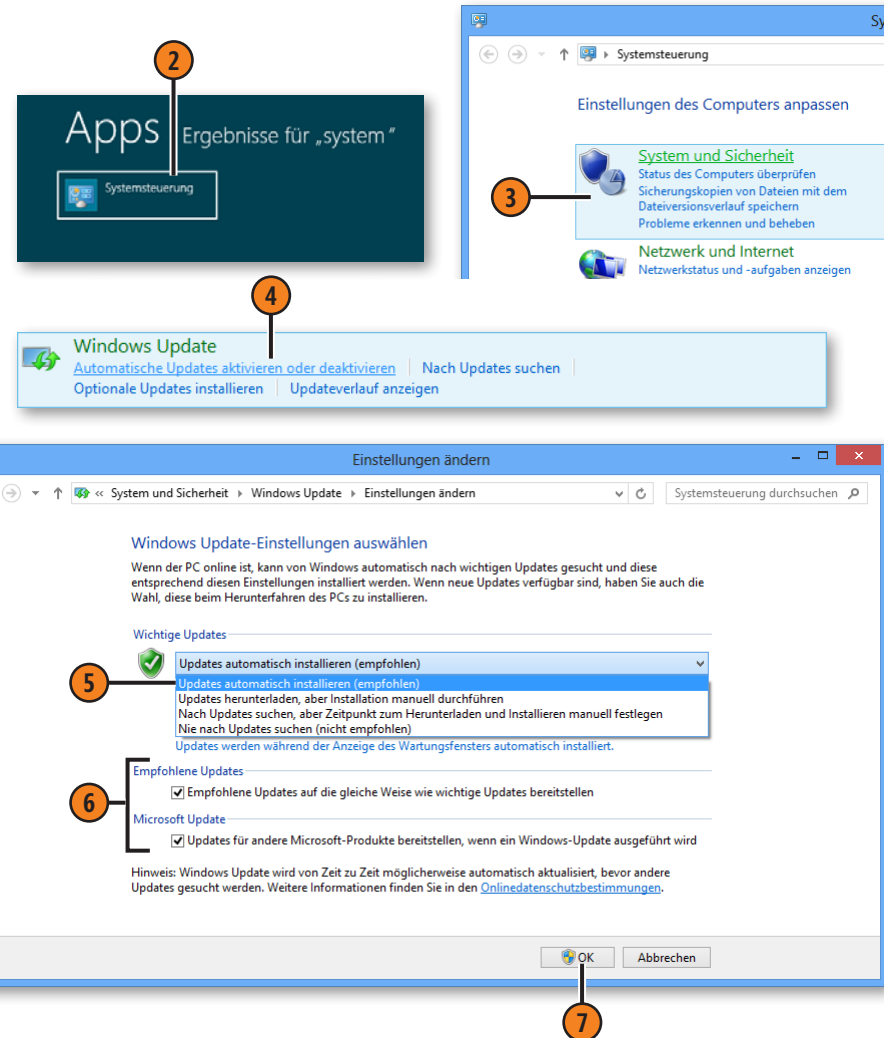 2
Apps Ergebnisse für „system“
Systemsteuerung
Sy
Systemsteuerung
Einstellungen des Computers anpassen
3
System und Sicherheit
Status des Computers überprüfen
Sicherungskopien von Dateien mit dem
Dateiversionsverlauf speichern
Probleme erkennen und beheben
Netzwerk und Internet
Netzwerkstatus und -aufgaben anzeigen
4
Windows Update
Automatische Updates aktivieren oder deaktivieren Nach Updates suchen
Optionale Updates installieren Updateverlauf anzeigen
Einstellungen ändern
« System und Sicherheit Windows Update Einstellungen ändern Systemsteuerung durchsuchen
Windows Update-Einstellungen auswählen
Wenn der PC online ist, kann von Windows automatisch nach wichtigen Updates gesucht und diese
entsprechend diesen Einstellungen installiert werden. Wenn neue Updates verfügbar sind, haben Sie auch die
Wahl, diese beim Herunterfahren des PCs zu installieren.
Wichtige Updates
Updates automatisch installieren (empfohlen)
5
Updates automatisch installieren (empfohlen)
Updates herunterladen, aber Installation manuell durchführen
Nach Updates suchen, aber Zeitpunkt zum Herunterladen und Installieren manuell festlegen
Nie nach Updates suchen (nicht empfohlen)
Updates werden während der Anzeige des Wartungsfensters automatisch installiert.
6
Empfohlene Updates
Empfohlene Updates auf die gleiche Weise wie wichtige Updates bereitstellen
Microsoft Update
Updates für andere Microsoft-Produkte bereitstellen, wenn ein Windows-Update ausgeführt wird
Hinweis: Windows Update wird von Zeit zu Zeit möglicherweise automatisch aktualisiert, bevor andere
Updates gesucht werden. Weitere Informationen finden Sie in den Onlinedatenschutzbestimmungen.
OK Abbrechen
7